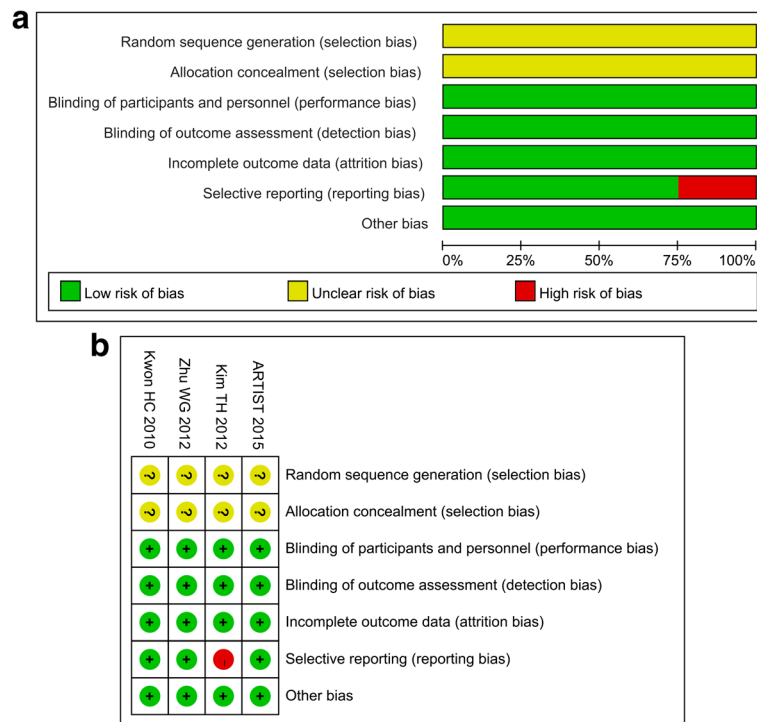 a
Random sequence generation (selection bias)
Allocation concealment (selection bias)
Blinding of participants and personnel (performance bias)
Blinding of outcome assessment (detection bias)
Incomplete outcome data (attrition bias)
Selective reporting (reporting bias)
Other bias
0% 25% 50% 75% 100%
Low risk of bias Unclear risk of bias High risk of bias
b
Kwon HC 2010 Zhu WG 2012 Kim TH 2012 ARTIST 2015
? ? ? ? Random sequence generation (selection bias)
? ? ? ? Allocation concealment (selection bias)
+ + + + Blinding of participants and personnel (performance bias)
+ + + + Blinding of outcome assessment (detection bias)
+ + + + Incomplete outcome data (attrition bias)
+ + - + Selective reporting (reporting bias)
+ + + + Other bias